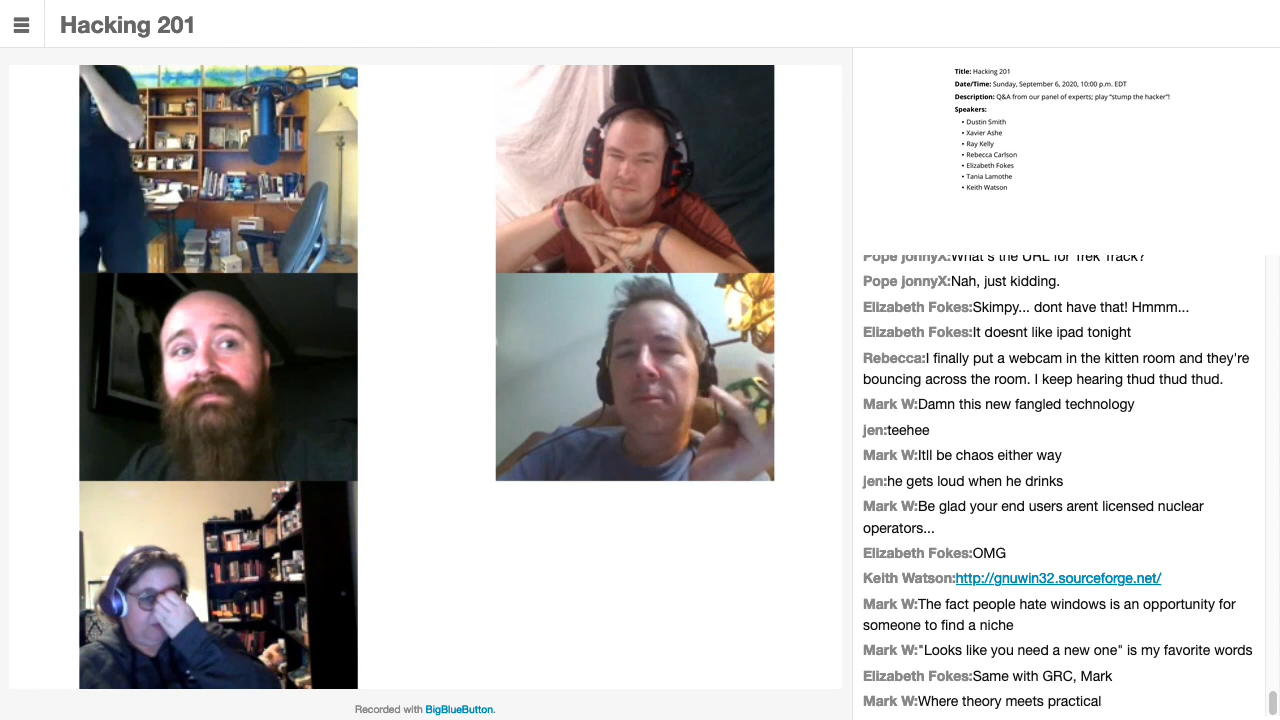 Hacking 201
Title: Hacking 201
Date/Time: Sunday, September 6, 2020, 10:00 p.m. EDT
Description: Q&A from our panel of experts; play "stump the hacker"!
Speakers:
• Dustin Smith
• Xavier Ashe
• Ray Kelly
• Rebecca Carlson
• Elizabeth Fokes
• Tania Lamothe
• Keith Watson
Pope jonnyX:What's the URL for Trek Track?
Pope jonnyX:Nah, just kidding.
Elizabeth Fokes:Skimpy... dont have that! Hmmm...
Elizabeth Fokes:It doesnt like ipad tonight
Rebecca:I finally put a webcam in the kitten room and they're
bouncing across the room. I keep hearing thud thud thud.
Mark W:Damn this new fangled technology
jen:teehee
Mark W:Itll be chaos either way
jen:he gets loud when he drinks
Mark W:Be glad your end users arent licensed nuclear
operators...
Elizabeth Fokes:OMG
Keith Watson:http://gnuwin32.sourceforge.net/
Mark W:The fact people hate windows is an opportunity for
someone to find a niche
Mark W:"Looks like you need a new one" is my favorite words
Elizabeth Fokes:Same with GRC, Mark
Mark W:Where theory meets practical
Recorded with BigBlueButton.